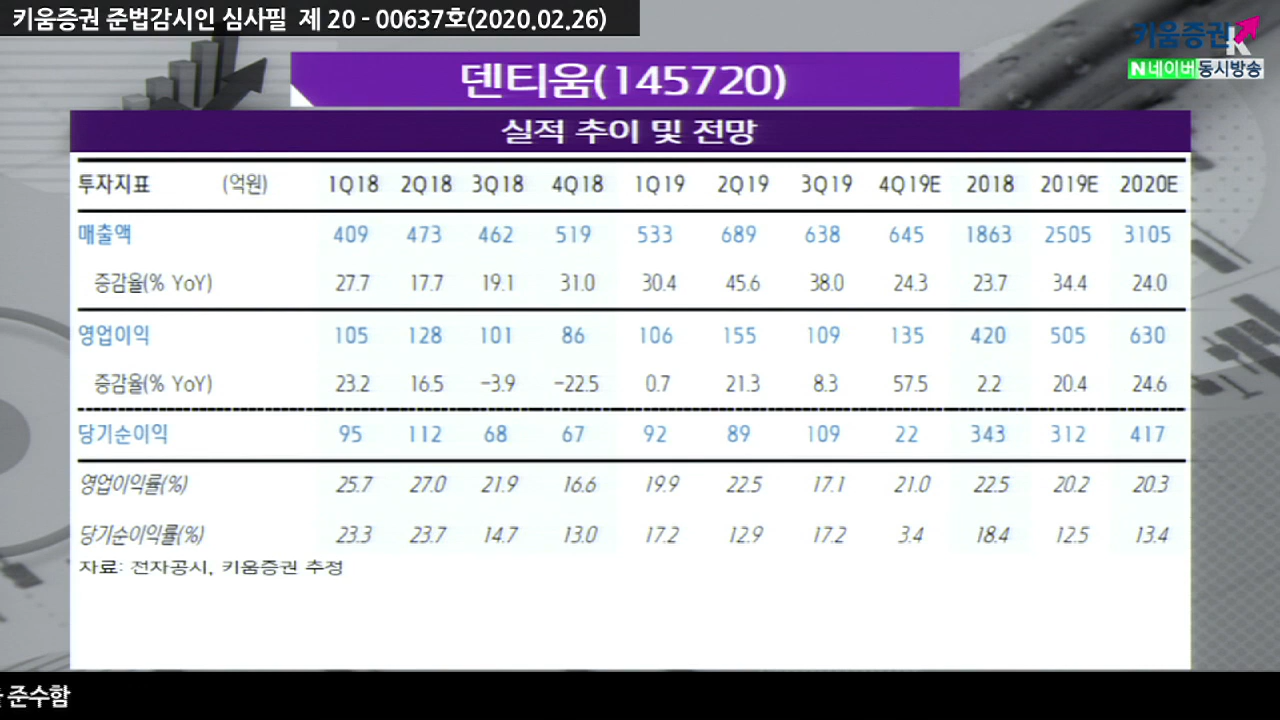 키움증권 준법감시인 심사필 제 20 - 00637호(2020.02.26)
키움증권
N 네이버 동시방송
덴티움(145720)
실적 추이 및 전망
투자지표 (억원) 1Q18 2Q18 3Q18 4Q18 1Q19 2Q19 3Q19 4Q19E 2018 2019E 2020E
매출액 409 473 462 519 533 689 638 645 1863 2505 3105
증감율(% YoY) 27.7 17.7 19.1 31.0 30.4 45.6 38.0 24.3 23.7 34.4 24.0
영업이익 105 128 101 86 106 155 109 135 420 505 630
증감율(% YoY) 23.2 16.5 -3.9 -22.5 0.7 21.3 8.3 57.5 2.2 20.4 24.6
당기순이익 95 112 68 67 92 89 109 22 343 312 417
영업이익률(%) 25.7 27.0 21.9 16.6 19.9 22.5 17.1 21.0 22.5 20.2 20.3
당기순이익률(%) 23.3 23.7 14.7 13.0 17.2 12.9 17.2 3.4 18.4 12.5 13.4
자료: 전자공시, 키움증권 추정
준수함